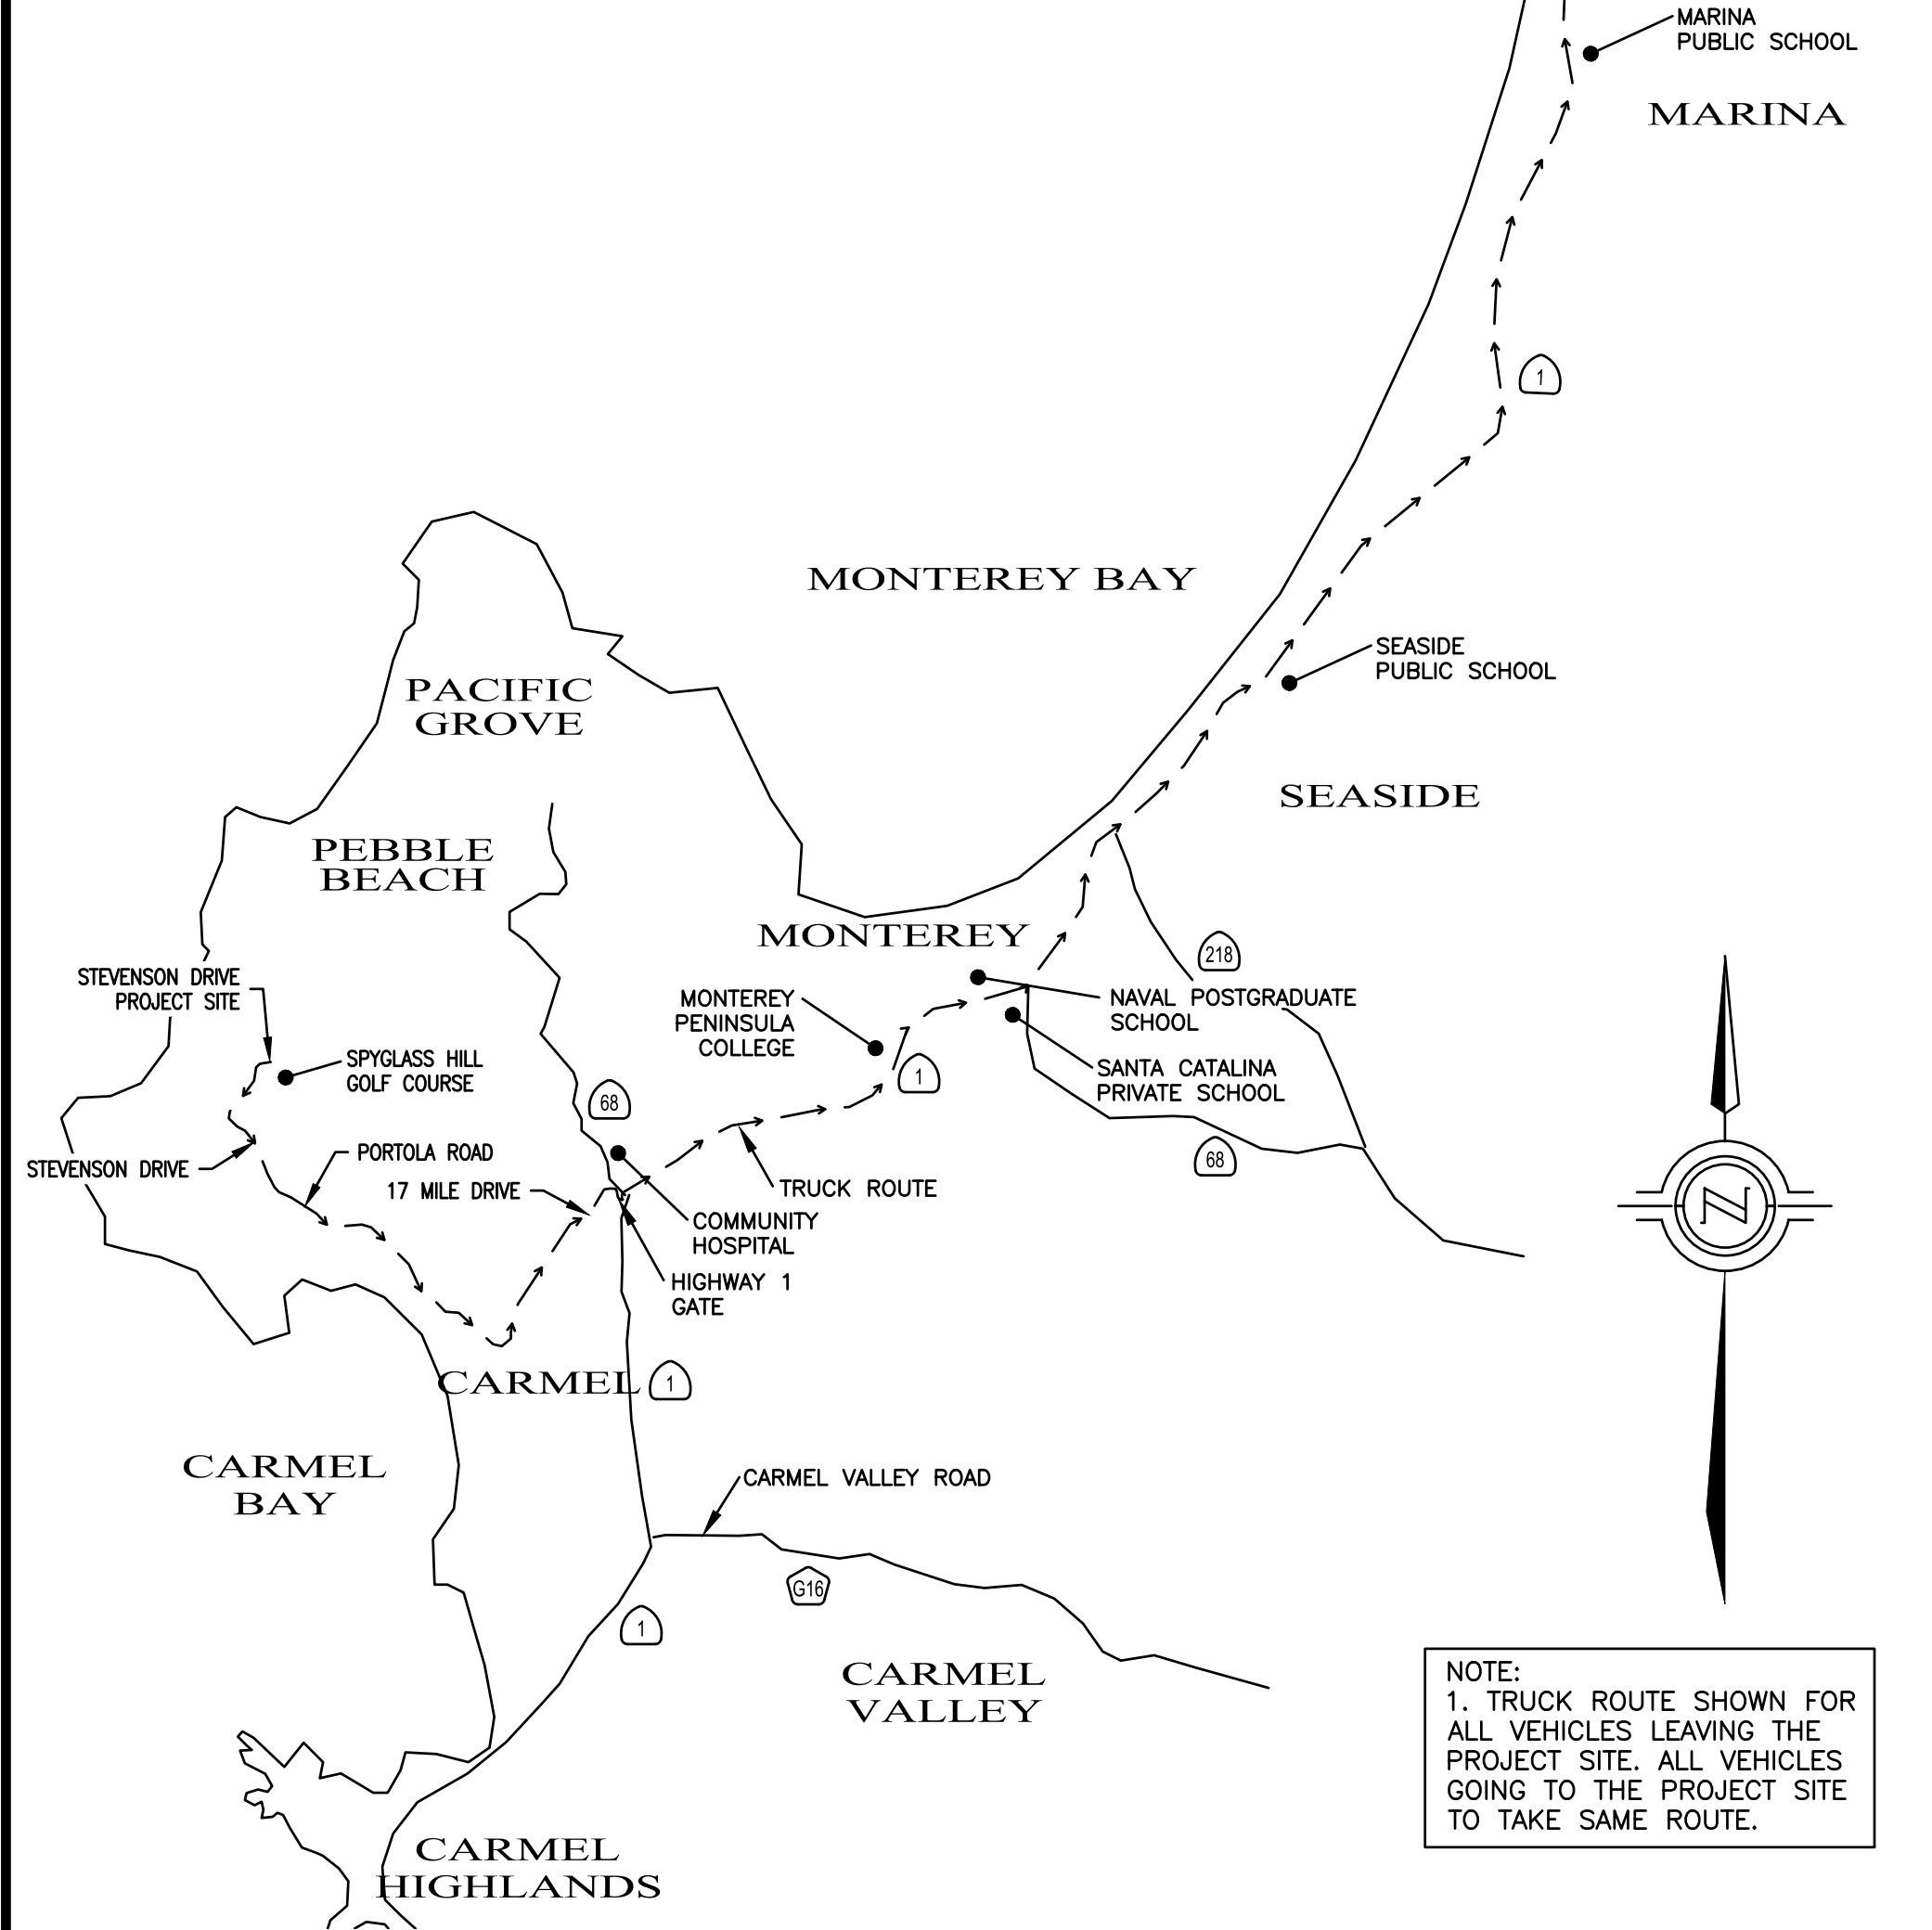 MARINA
PUBLIC SCHOOL
MARINA
1
MONTEREY BAY
SEASIDE
PUBLIC SCHOOL
PACIFIC
GROVE
SEASIDE
PEBBLE
BEACH
MONTEREY
218
STEVENSON DRIVE
PROJECT SITE
MONTEREY
PENINSULA
COLLEGE
NAVAL POSTGRADUATE
SCHOOL
SPYGLASS HILL
GOLF COURSE
1
SANTA CATALINA
PRIVATE SCHOOL
68
STEVENSON DRIVE
PORTOLA ROAD
68
17 MILE DRIVE
TRUCK ROUTE
COMMUNITY
HOSPITAL
N
HIGHWAY 1
GATE
CARMEL
1
CARMEL
BAY
CARMEL VALLEY ROAD
G16
1
CARMEL
VALLEY
NOTE:
1. TRUCK ROUTE SHOWN FOR
ALL VEHICLES LEAVING THE
PROJECT SITE. ALL VEHICLES
GOING TO THE PROJECT SITE
TO TAKE SAME ROUTE.
CARMEL
HIGHLANDS